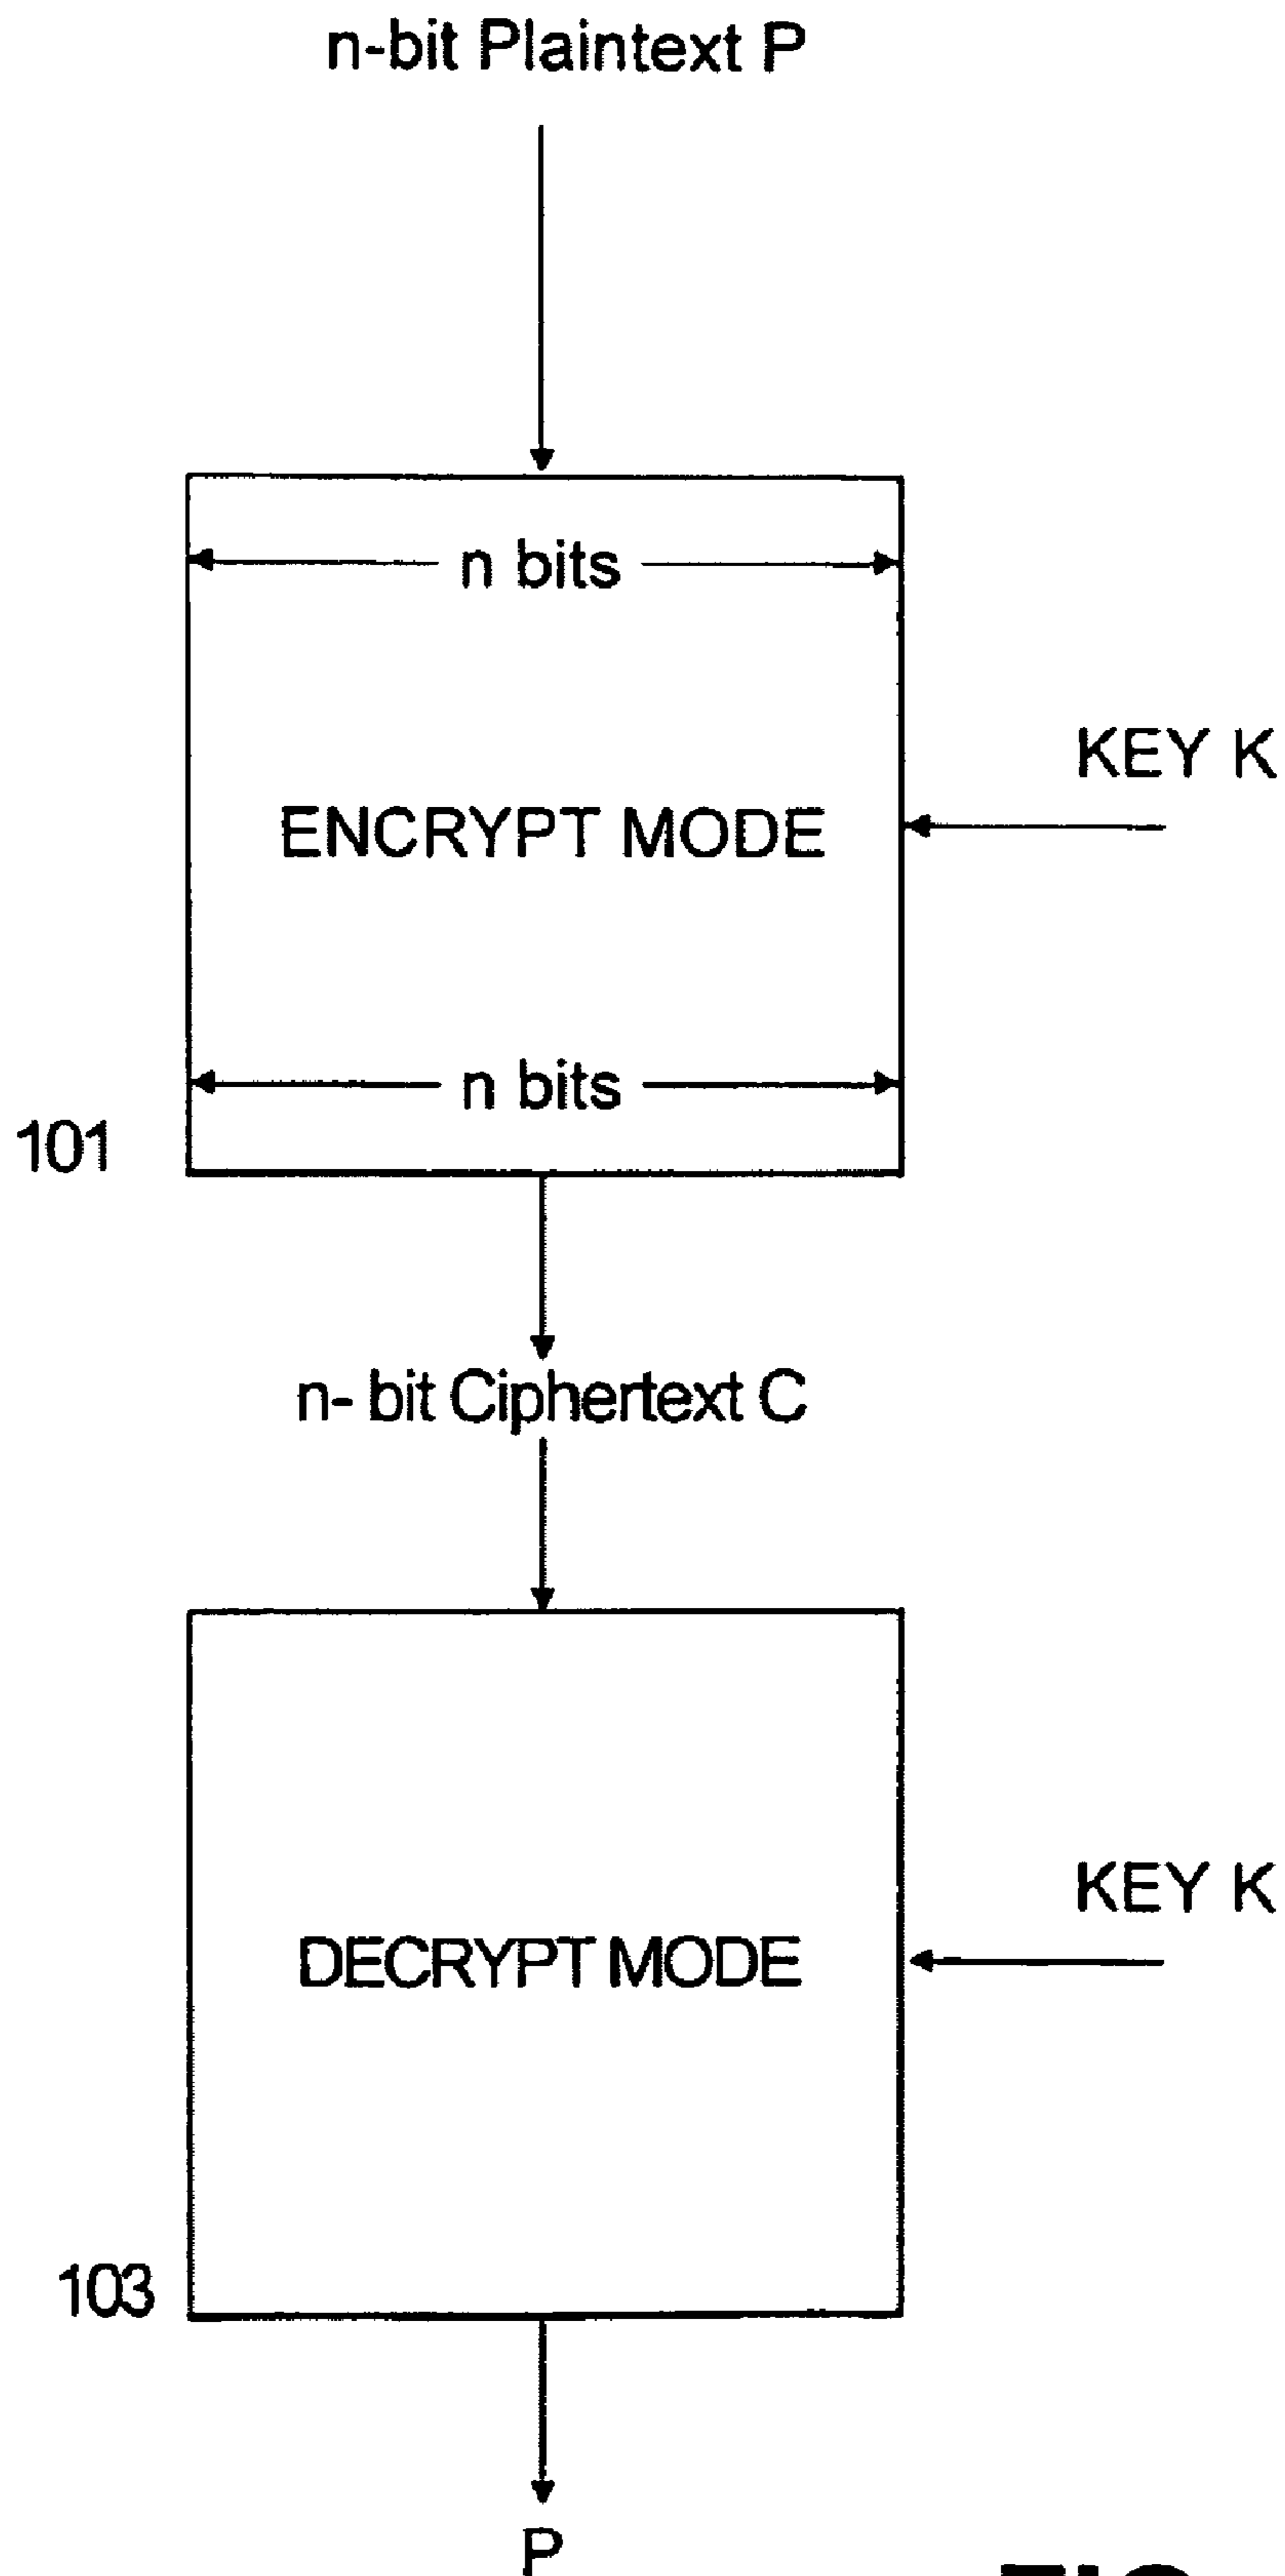 n-bit Plaintext P
n bits
KEY K
ENCRYPT MODE
n bits
101
n- bit Ciphertext C
KEY K
DECRYPT MODE
103
P